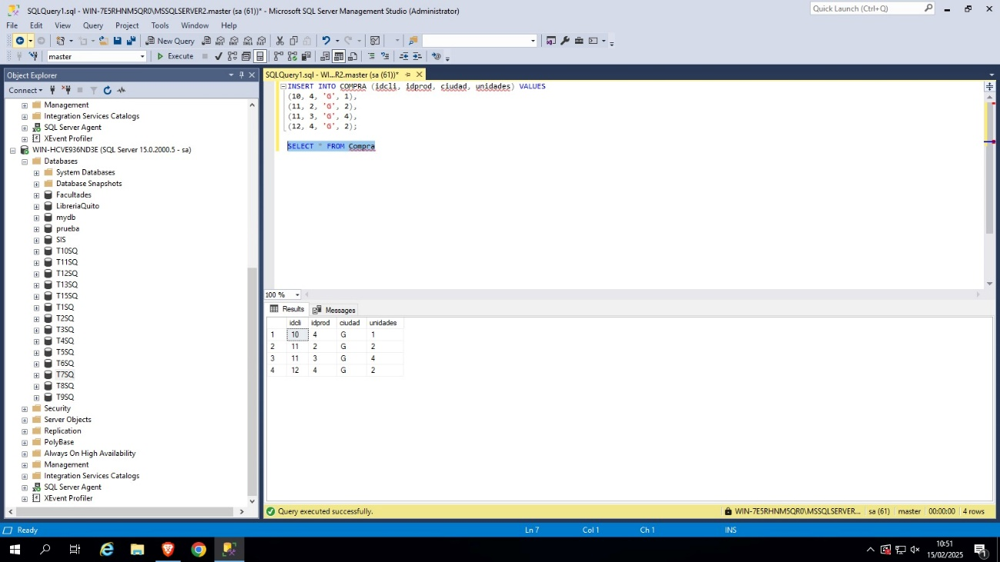 SQLQuery1.sql - WIN-7E5RHNM5QR0\MSSQLSERVER2.master (sa (61))* - Microsoft SQL Server Management Studio (Administrator)
Quick Launch (Ctrl+Q)
File Edit View Query Project Tools Window Help
New Query
master
Execute
Object Explorer
Connect
Management
Integration Services Catalogs
SQL Server Agent
XEvent Profiler
WIN-HCVE936ND3E (SQL Server 15.0.2000.5 - sa)
Databases
System Databases
Database Snapshots
Facultades
LibreriaQuito
mydb
prueba
SIS
T10SQ
T11SQ
T12SQ
T13SQ
T15SQ
T1SQ
T2SQ
T3SQ
T4SQ
T5SQ
T6SQ
T7SQ
T8SQ
T9SQ
Security
Server Objects
Replication
PolyBase
Always On High Availability
Management
Integration Services Catalogs
SQL Server Agent
XEvent Profiler
SQLQuery1.sql - WI...R2.master (sa (61))*
INSERT INTO COMPRA (idcli, idprod, ciudad, unidades) VALUES
(10, 4, 'G', 1),
(11, 2, 'G', 2),
(11, 3, 'G', 4),
(12, 4, 'G', 2);
SELECT * FROM Compra
100 %
Results Messages
idcli idprod ciudad unidades
1 10 4 G 1
2 11 2 G 2
3 11 3 G 4
4 12 4 G 2
Query executed successfully.
WIN-7E5RHNM5QR0\MSSQLSERVER... sa (61) master 00:00:00 4 rows
Ready
Ln 7 Col 1 Ch 1 INS
10:51
15/02/2025
1